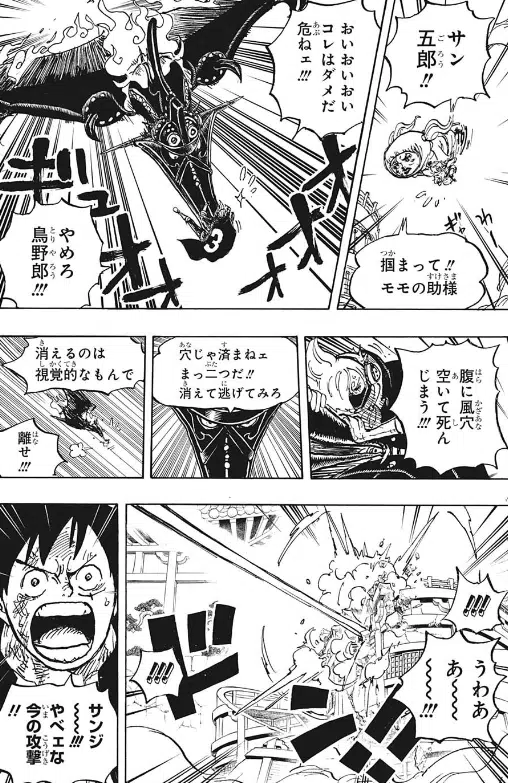 サン
五郎!!
掴まって!!
モモの助様
おいおいおい
コレはダメだ
危ねェ!!!
ギュオオオ
やめろ
鳥野郎
!!!
腹に風穴
空いて死ん
じまう!!!
穴じゃ済まねェ
まっ二つだ!!
消えて逃げてみろ
消えるのは
視覚的なもんで
離せ!!!
!!!
うわあ
あ〜〜〜
!!!
!!!!
サンジ
〜〜〜!!!
やべェな
今の攻撃
!!